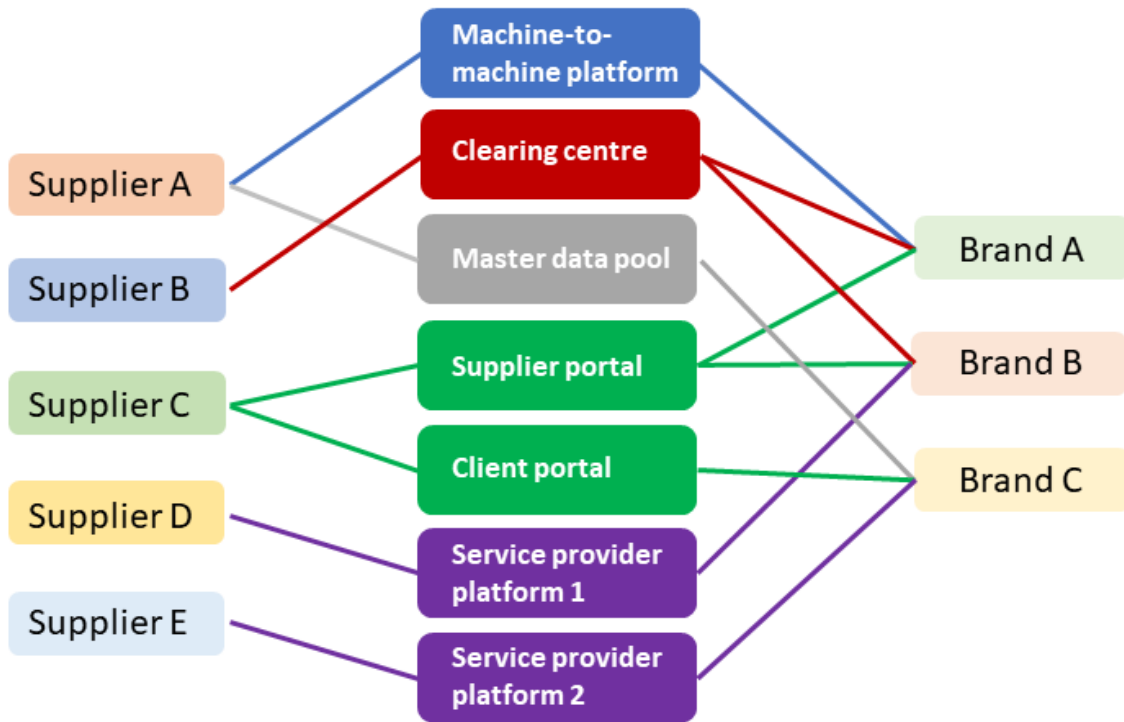 Supplier A
Supplier B
Supplier C
Supplier D
Supplier E
Machine-to-
machine platform
Clearing centre
Master data pool
Supplier portal
Client portal
Service provider
platform 1
Service provider
platform 2
Brand A
Brand B
Brand C